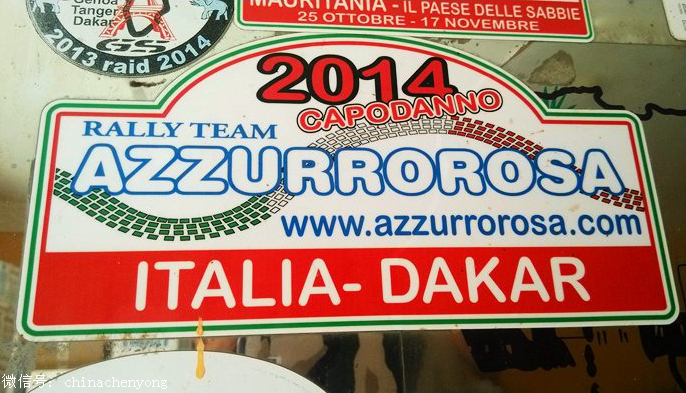 Genoa
Tanger
Dakar
GS
2013 raid 2014
MAURITANIA - IL PAESE DELLE SABBIE
25 OTTOBRE - 17 NOVEMBRE
2014
CAPODANNO
RALLY TEAM
AZZURROROSA
www.azzurrorosa.com
ITALIA- DAKAR
微信号: chinachenyong